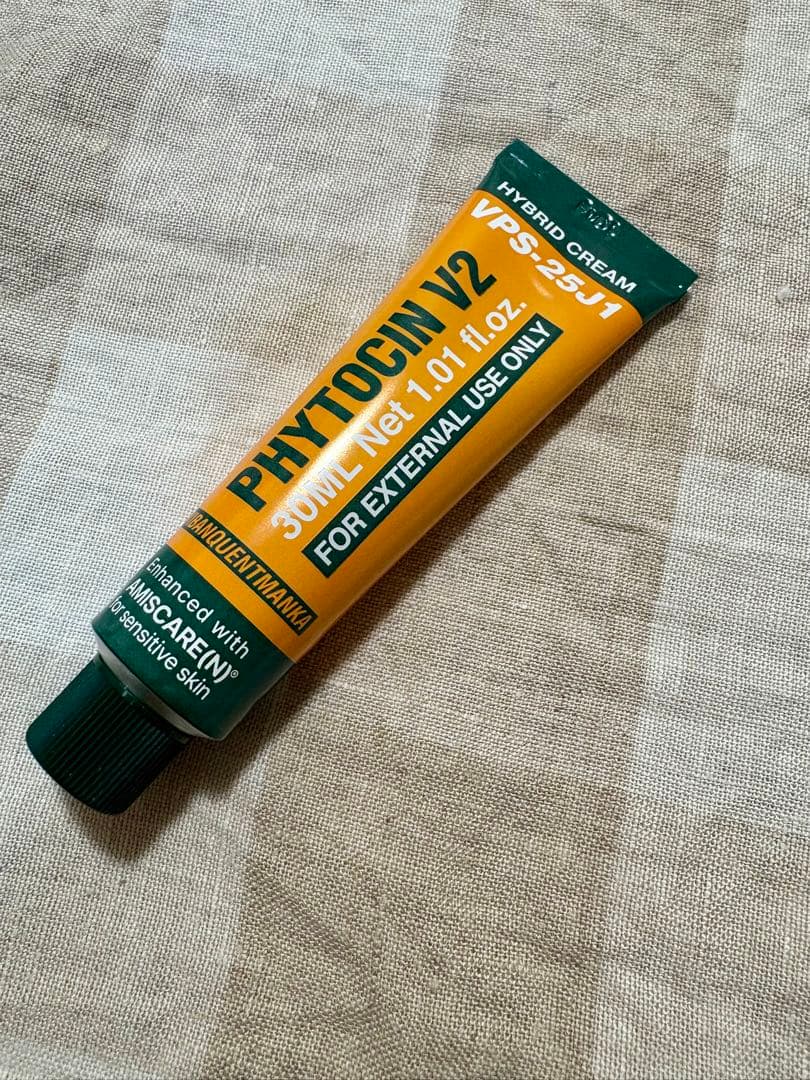 HYBRID CREAM
VPS-25J1
PHYTOCIN V2
30ML Net 1.01 fl.oz.
FOR EXTERNAL USE ONLY
BANQUENTMANKA
Enhanced with
AMISCARE(N)®
for sensitive skin